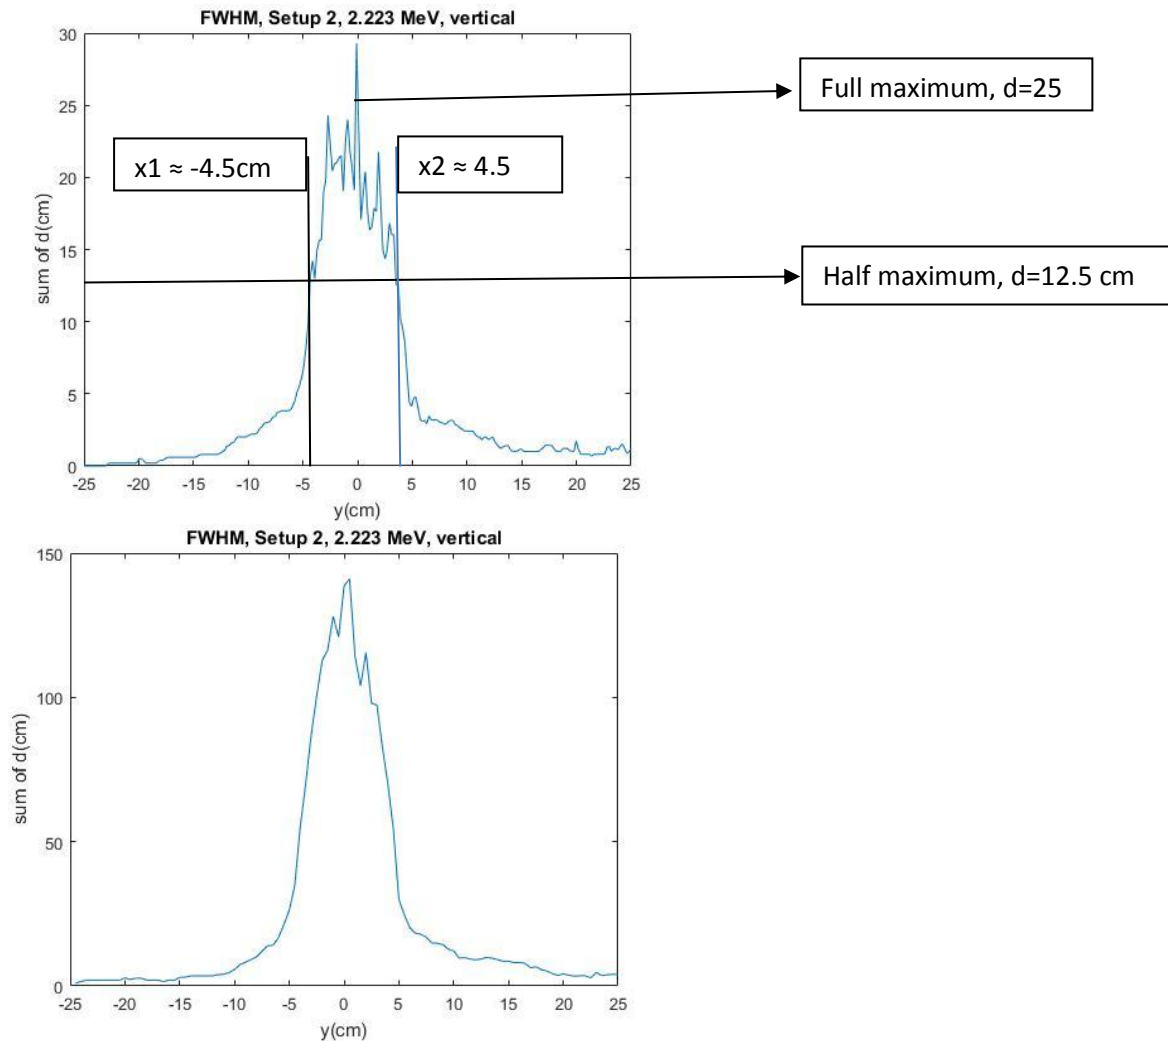 FWHM, Setup 2, 2.223 MeV, vertical
30
25
20
15
10
5
0
sum of d(cm)
-25 -20 -15 -10 -5 0 5 10 15 20 25
y(cm)
x1 ≈ -4.5cm
x2 ≈ 4.5
Full maximum, d=25
Half maximum, d=12.5 cm
FWHM, Setup 2, 2.223 MeV, vertical
150
100
50
0
sum of d(cm)
-25 -20 -15 -10 -5 0 5 10 15 20 25
y(cm)